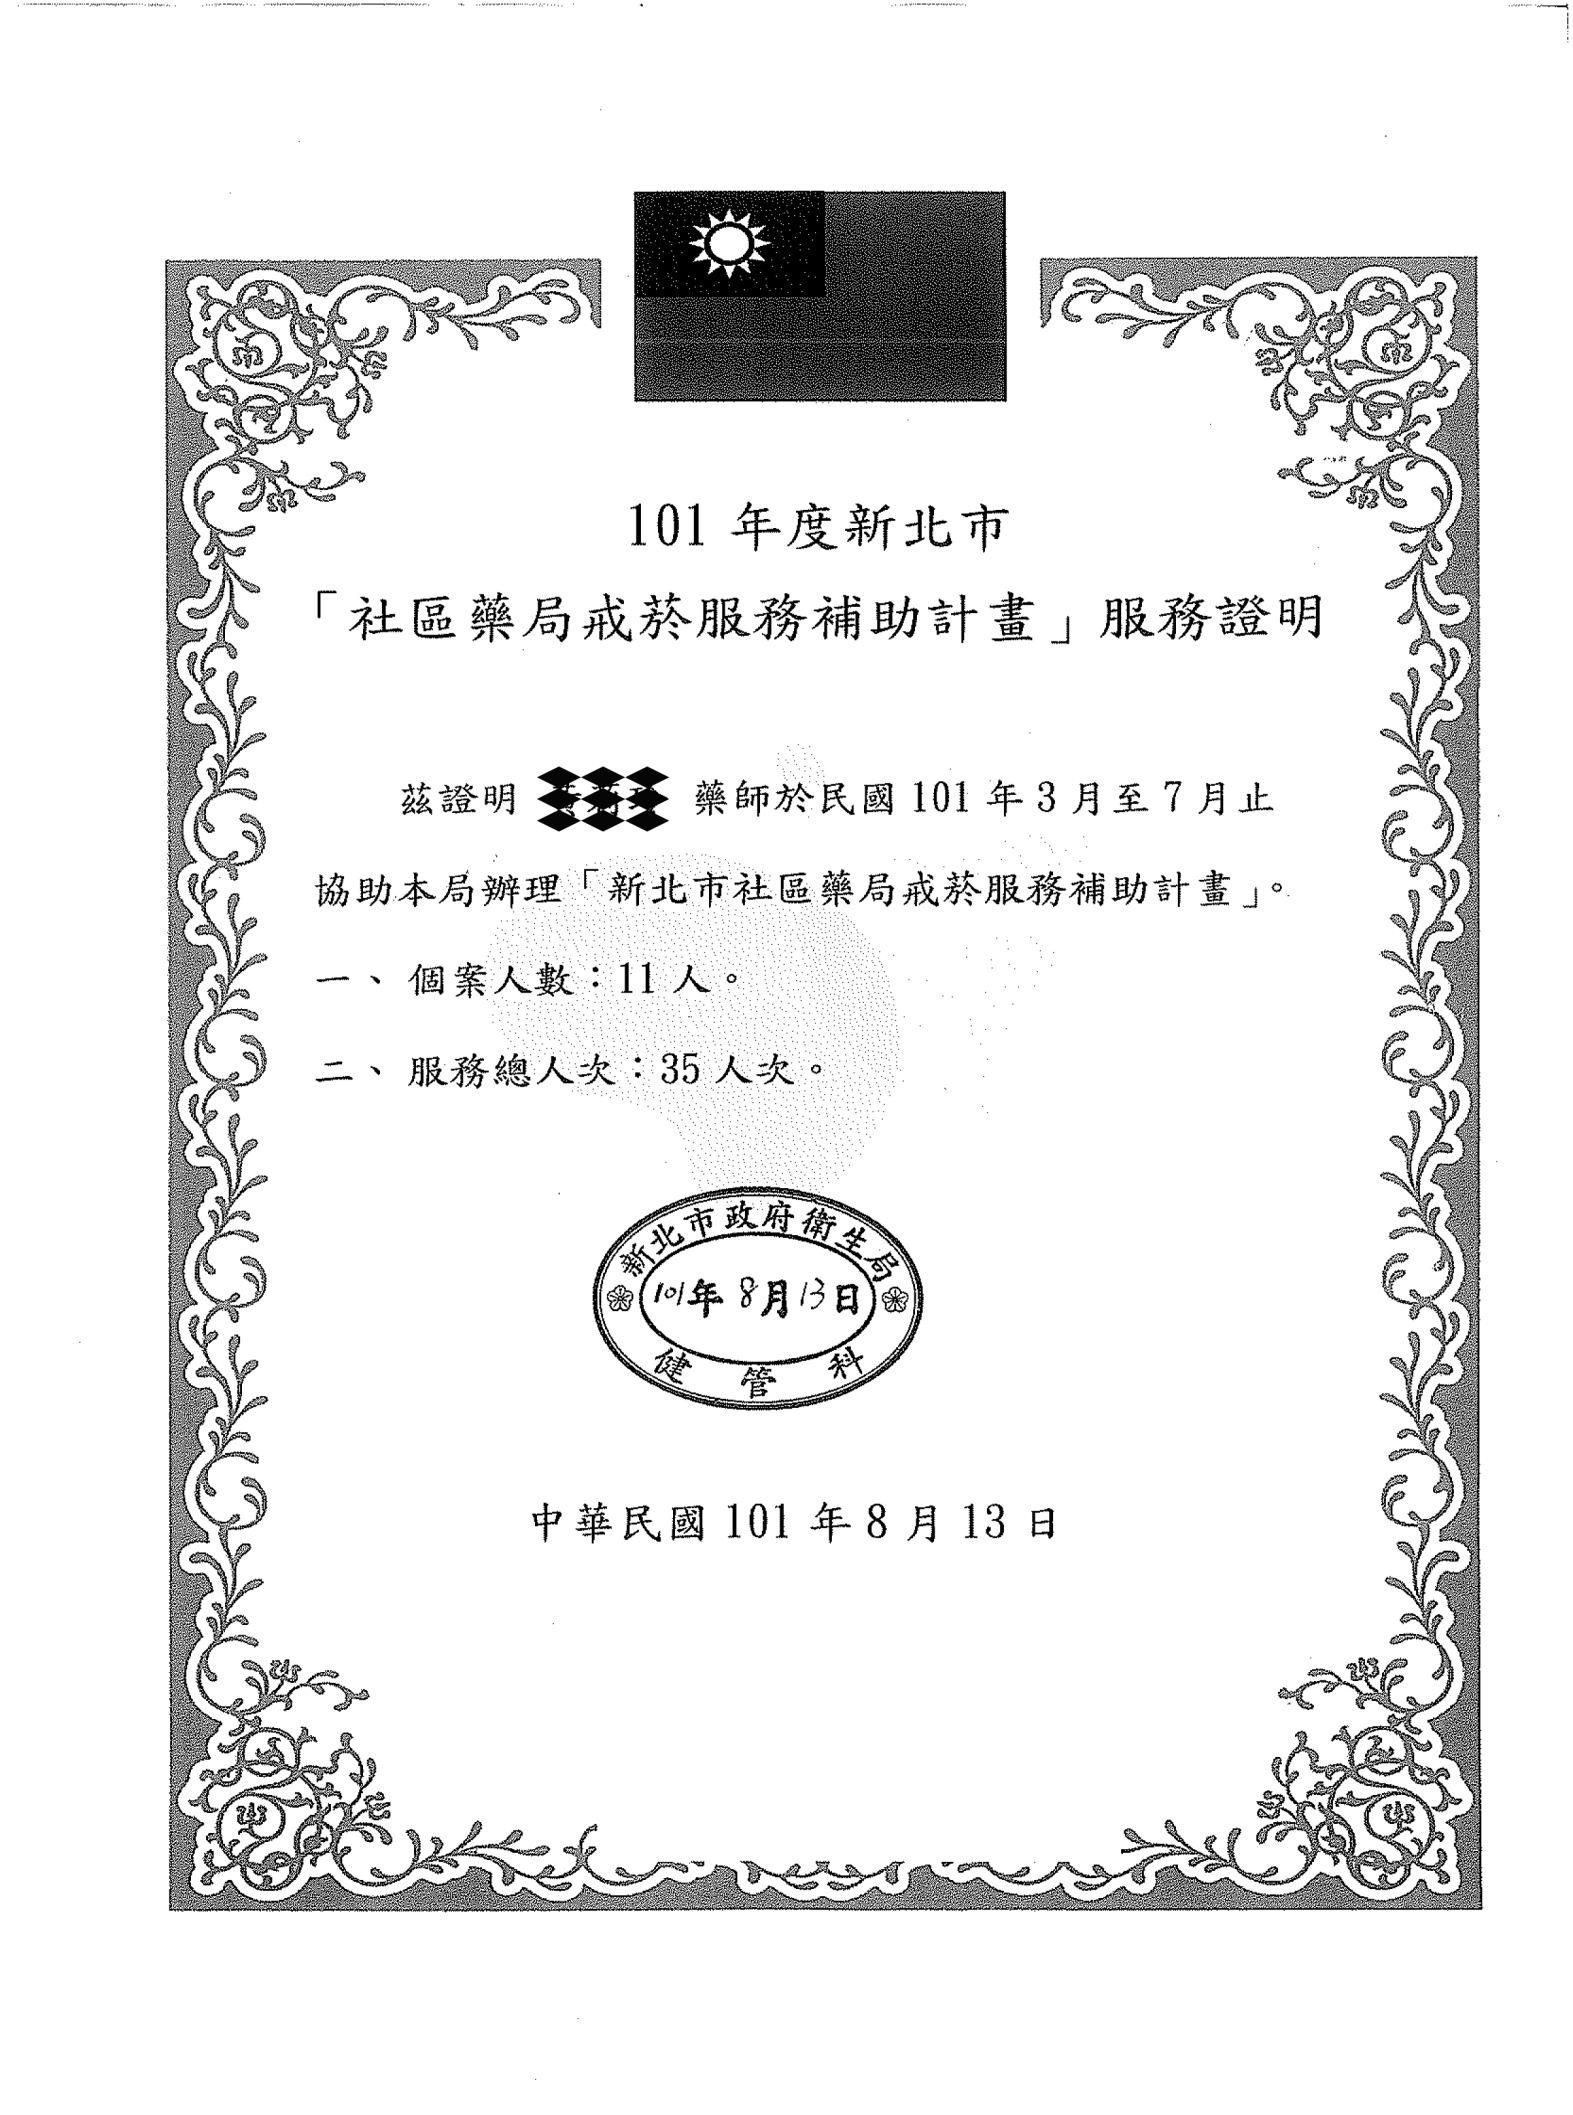 101 年度新北市
「社區藥局戒菸服務補助計畫」服務證明
茲證明 藥師於民國 101 年 3 月至 7 月止
協助本局辦理「新北市社區藥局戒菸服務補助計畫」。
一、 個案人數：11 人。
二、 服務總人次：35 人次。
新北市政府衛生局
101年 8月13日
健管科
中華民國 101 年 8 月 13 日